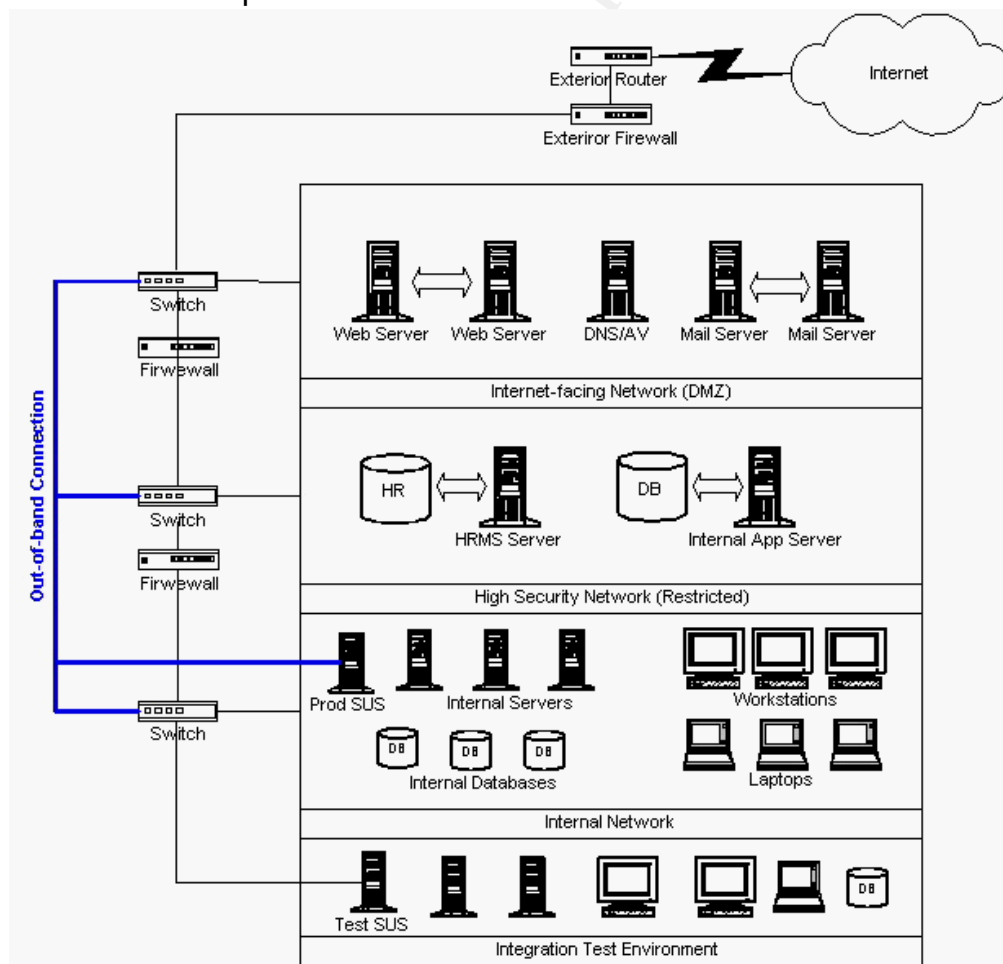 Internet
Exterior Router
Exteriror Firewall
Switch
Web Server
Web Server
DNS/AV
Mail Server
Mail Server
Firwewall
Internet-facing Network (DMZ)
Out-of-band Connection
HR
DB
Switch
HRMS Server
Internal App Server
Firwewall
High Security Network (Restricted)
Prod SUS
Internal Servers
Workstations
Switch
DB
DB
DB
Internal Databases
Laptops
Internal Network
DB
Test SUS
Integration Test Environment